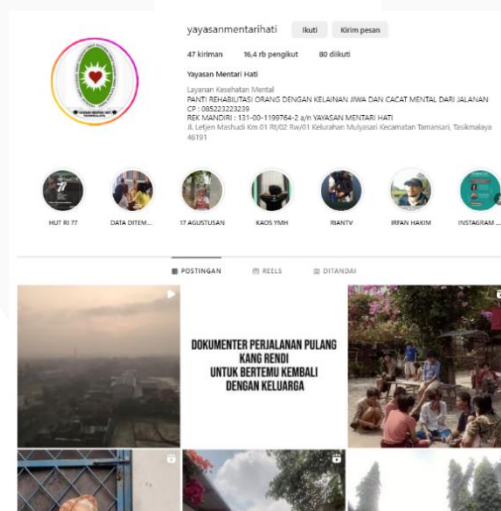 yayasanmentarihati
Ikuti
Kirim pesan
47 kiriman 16,4 rb pengikut 80 diikuti
Yayasan Mentari Hati
Layanan Kesehatan Mental
PANTI REHABILITASI ORANG DENGAN KELAINAN JIWA DAN CACAT MENTAL DARI JALANAN
CP : 085223223239
REK MANDIRI : 131-00-1199764-2 a/n YAYASAN MENTARI HATI
Jl. Letjen Mashudi Km 01 Rt/02 Rw/01 Kelurahan Mulyasari Kecamatan Tamansari, Tasikmalaya
46191
HUT RI 77
DATA DITEM...
17 AGUSTUSAN
KAOS YMH
RIANTV
IRFAN HAKIM
INSTAGRAM ...
POSTINGAN
REELS
DITANDAI
DOKUMENTER PERJALANAN PULANG
KANG RENDI
UNTUK BERTEMU KEMBALI
DENGAN KELUARGA